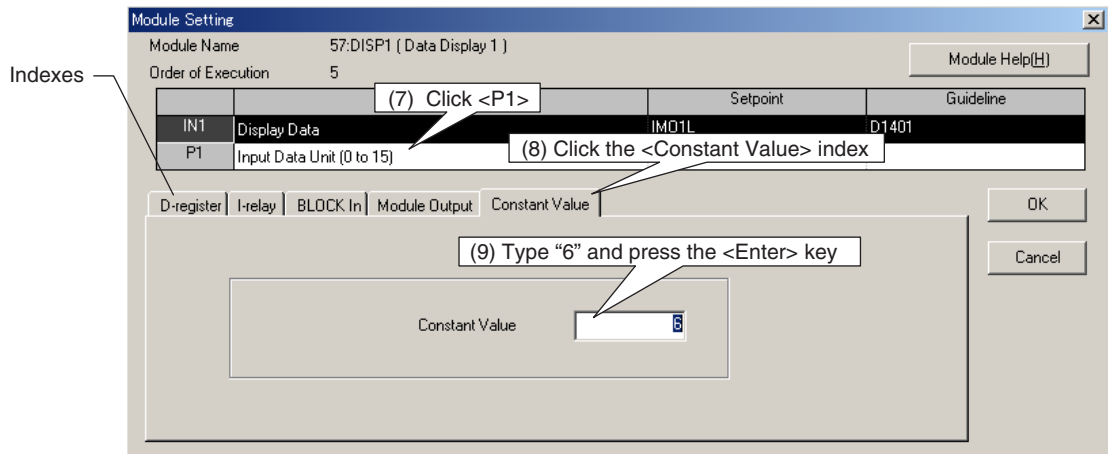 Module Setting
Module Name 57:DISP1 ( Data Display 1 )
Module Help(H)
Indexes
Order of Execution 5
(7) Click <P1>
Setpoint Guideline
IN1 Display Data IM01L D1401
(8) Click the <Constant Value> index
P1 Input Data Unit (0 to 15)
D-register I-relay BLOCK In Module Output Constant Value
OK
(9) Type “6” and press the <Enter> key
Cancel
Constant Value 6